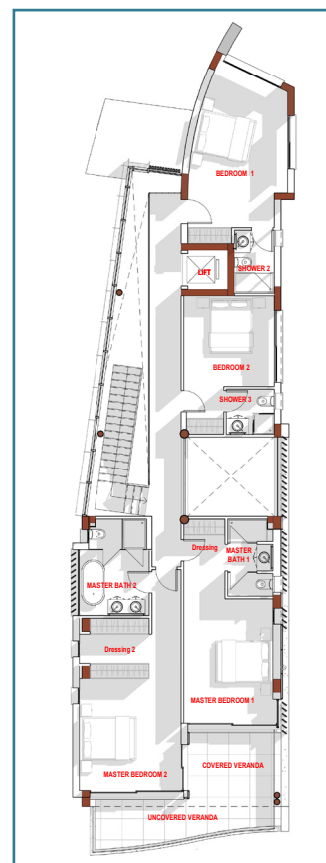 BEDROOM 1
SHOWER 2
LIFT
BEDROOM 2
SHOWER 3
Dressing
MASTER
BATH 1
MASTER BATH 2
Dressing 2
MASTER BEDROOM 1
MASTER BEDROOM 2
COVERED VERANDA
UNCOVERED VERANDA